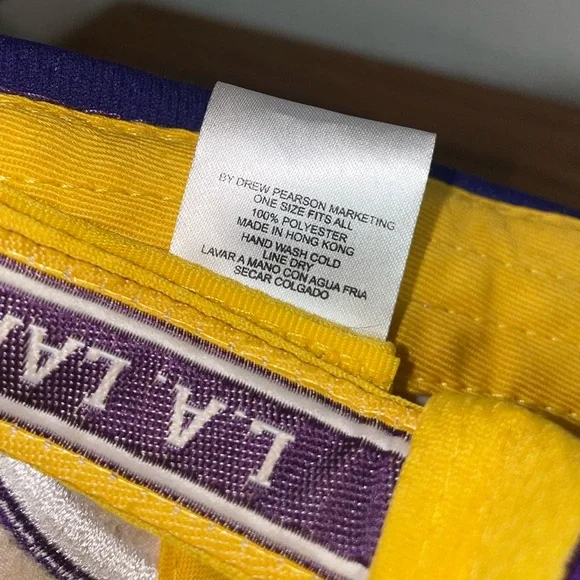 BY DREW PEARSON MARKETING
ONE SIZE FITS ALL
100% POLYESTER
MADE IN HONG KONG
HAND WASH COLD
LINE DRY
LAVAR A MANO CON AGUA FRIA
SECAR COLGADO
L.A. LA